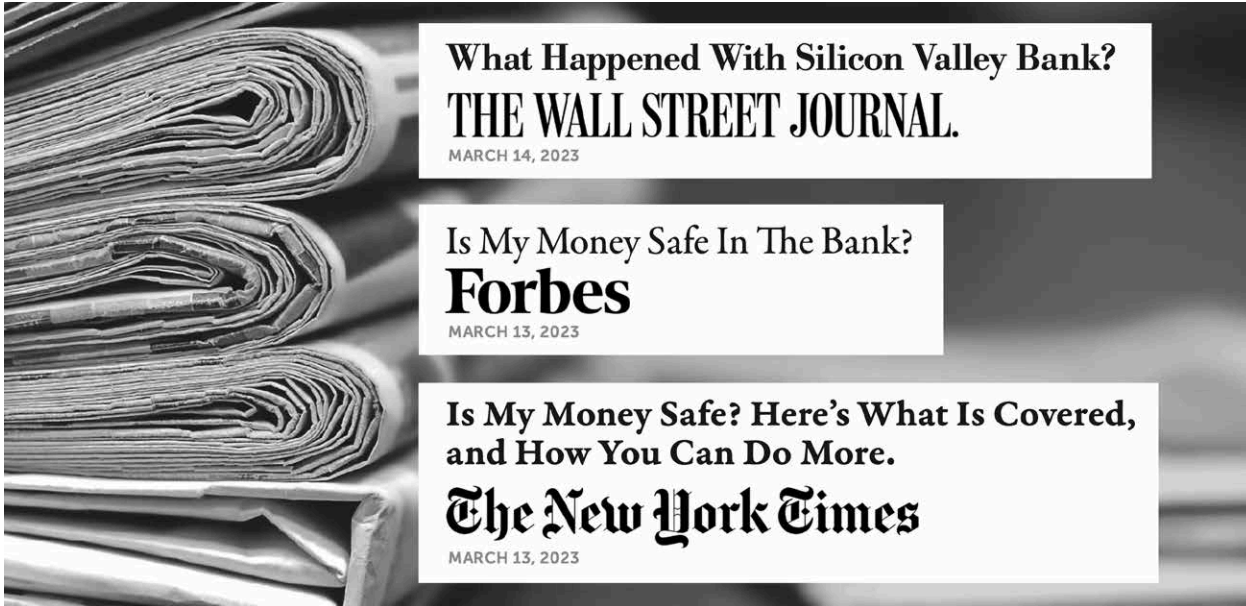 What Happened With Silicon Valley Bank?
THE WALL STREET JOURNAL.
MARCH 14, 2023
Is My Money Safe In The Bank?
Forbes
MARCH 13, 2023
Is My Money Safe? Here's What Is Covered,
and How You Can Do More.
The New York Times
MARCH 13, 2023